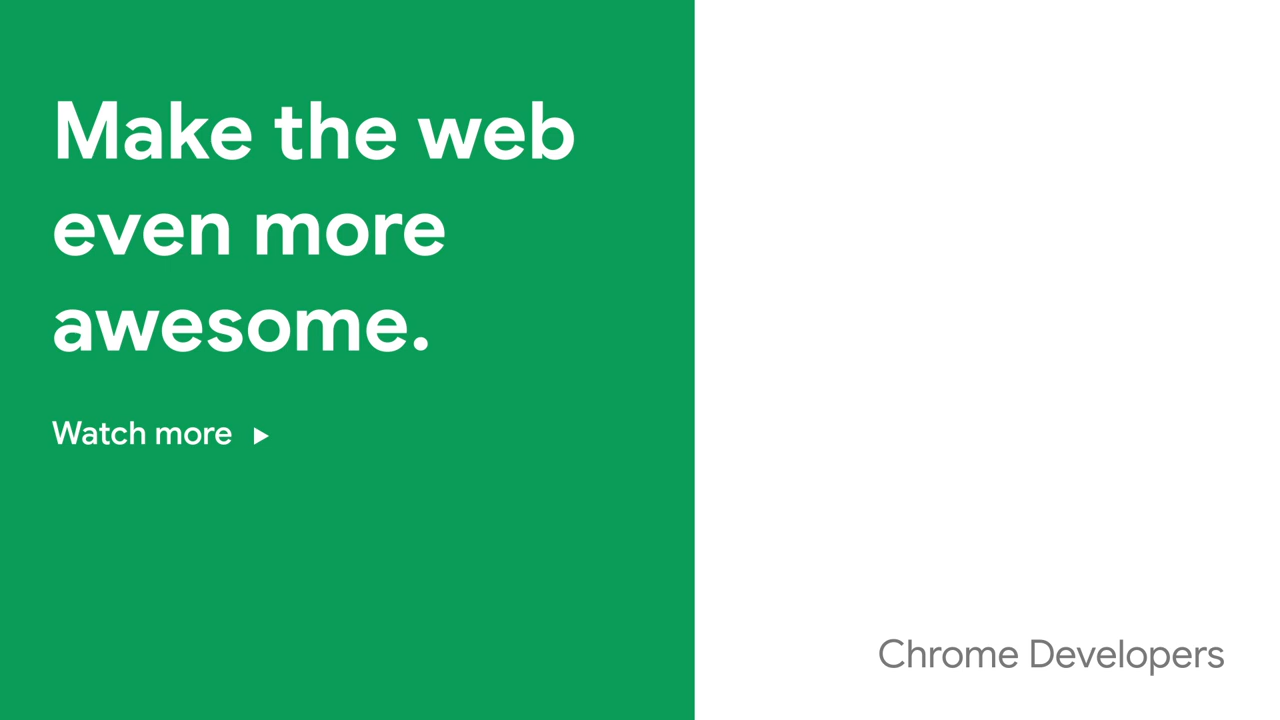 Make the web
even more
awesome.
Watch more
Chrome Developers